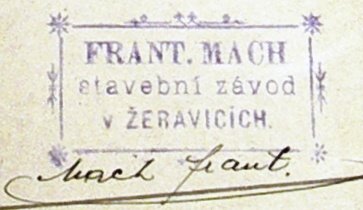 FRANT. MACH
stavební závod
v ŽERAVICÍCH.
Mach Frant.